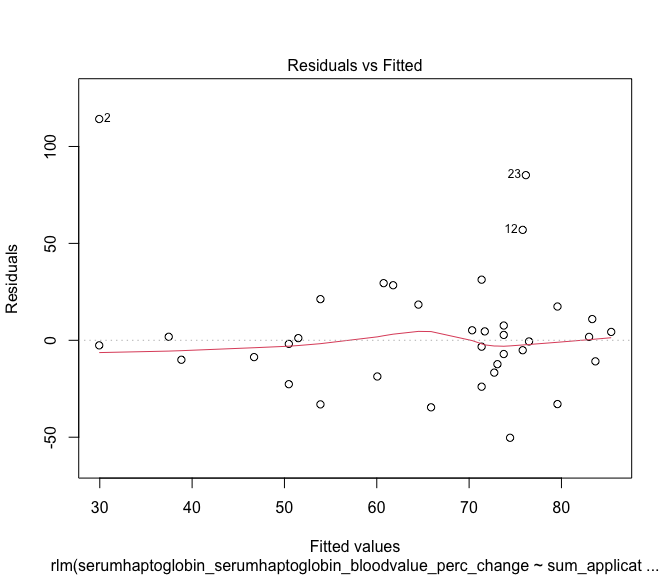 Residuals vs Fitted
Residuals
100
50
0
-50
2
23
12
30 40 50 60 70 80
Fitted values
rlm(serumhaptoglobin_serumhaptoglobin_bloodvalue_perc_change ~ sum_applicat ...